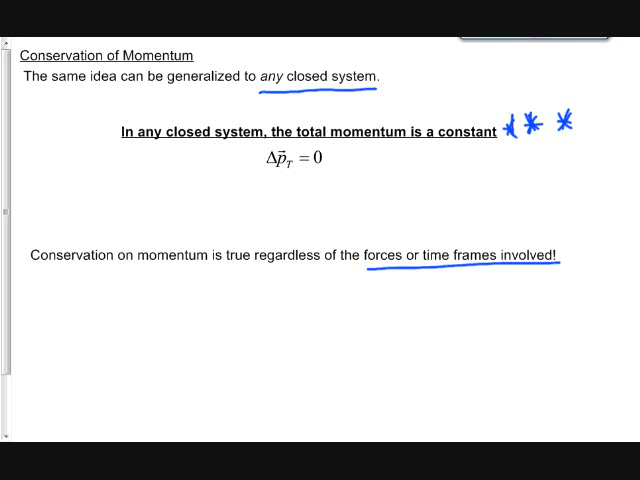 Conservation of Momentum
The same idea can be generalized to any closed system.
In any closed system, the total momentum is a constant * * *
Δp⃗_T = 0
Conservation on momentum is true regardless of the forces or time frames involved!